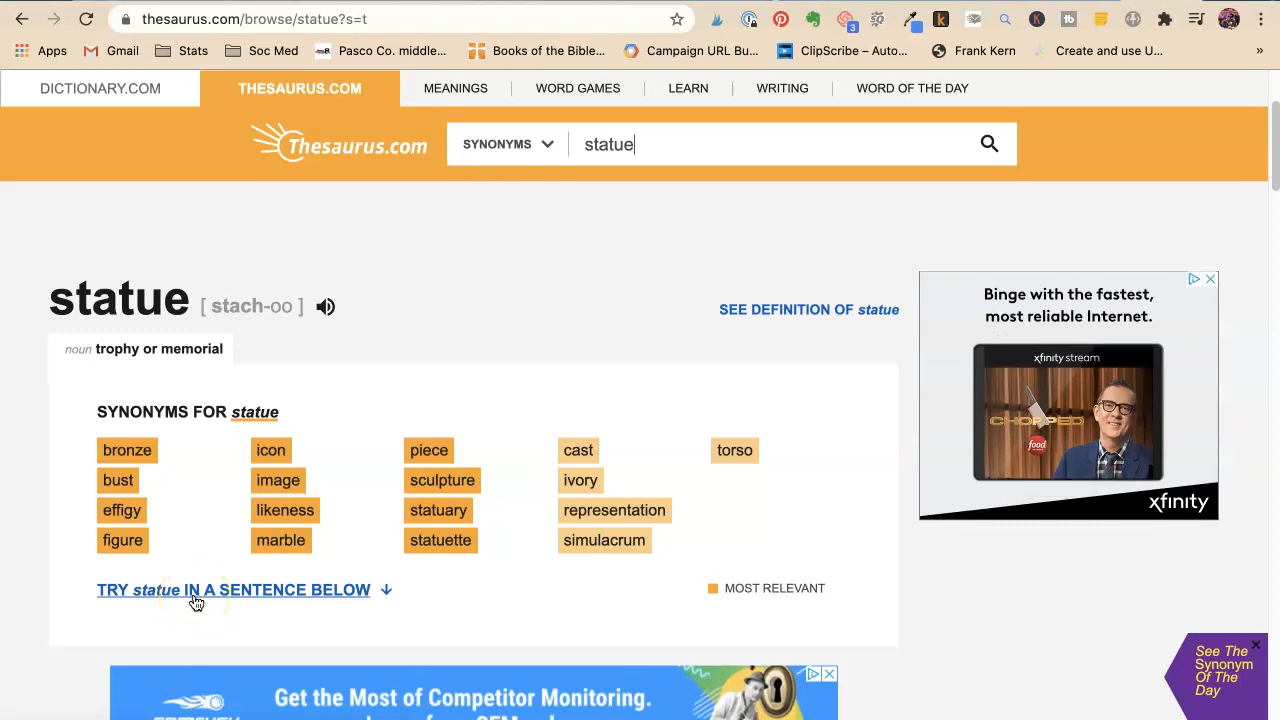 thesaurus.com/browse/statue?s=t
3
Apps Gmail Stats Soc Med Pasco Co. middle... Books of the Bible... Campaign URL Bu... ClipScribe – Auto... Frank Kern Create and use U... »
DICTIONARY.COM THESAURUS.COM MEANINGS WORD GAMES LEARN WRITING WORD OF THE DAY
Thesaurus.com SYNONYMS statue
statue [ stach-oo ]
SEE DEFINITION OF statue
noun trophy or memorial
SYNONYMS FOR statue
bronze icon piece cast torso
bust image sculpture ivory
effigy likeness statuary representation
figure marble statuette simulacrum
TRY statue IN A SENTENCE BELOW
MOST RELEVANT
Binge with the fastest,
most reliable Internet.
xfinity stream
CHOPPED
food
xfinity
See The
Synonym
Of The
Day
Get the Most of Competitor Monitoring.